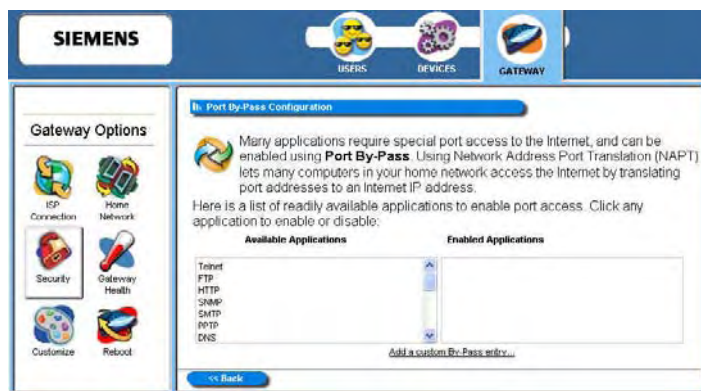 SIEMENS
USERS
DEVICES
GATEWAY
Gateway Options
ISP Connection
Home Network
Security
Gateway Health
Customize
Reboot
Port By-Pass Configuration
Many applications require special port access to the Internet, and can be
enabled using Port By-Pass. Using Network Address Port Translation (NAPT)
lets many computers in your home network access the Internet by translating
port addresses to an Internet IP address.
Here is a list of readily available applications to enable port access. Click any
application to enable or disable:
Available Applications
Enabled Applications
Telnet
FTP
HTTP
SNMP
SMTP
PPTP
DNS
Add a custom By-Pass entry...
<< Back